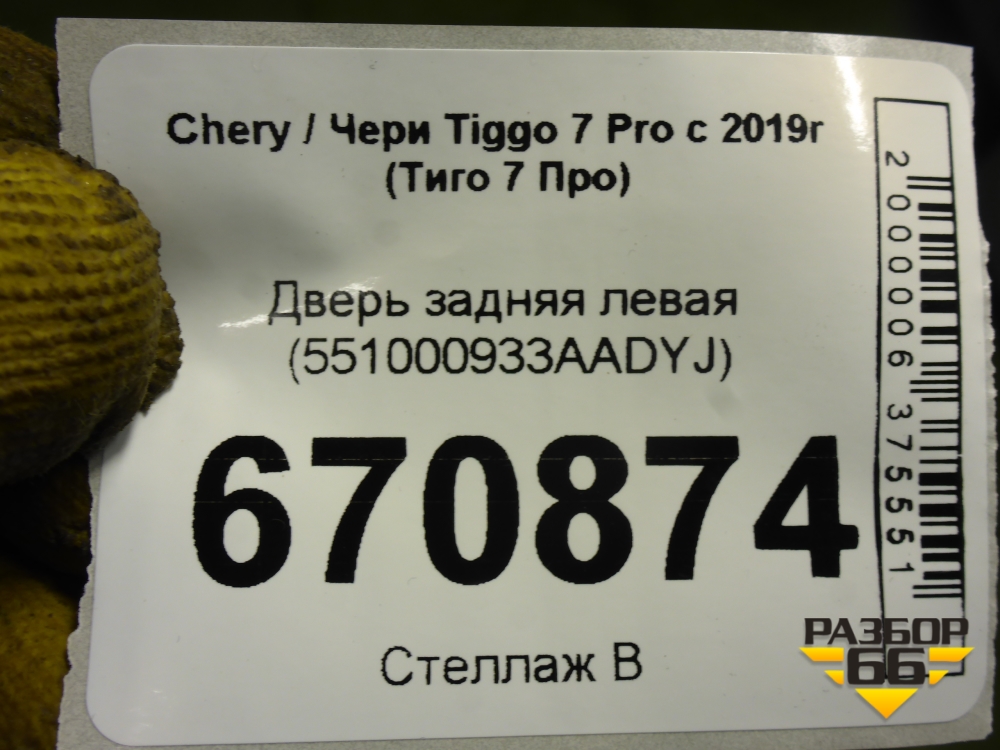 Chery / Чери Tiggo 7 Pro с 2019г
(Тиго 7 Про)
Дверь задняя левая
(551000933AADYJ)
670874
Стеллаж В
2000006375551
РАЗБОР
66